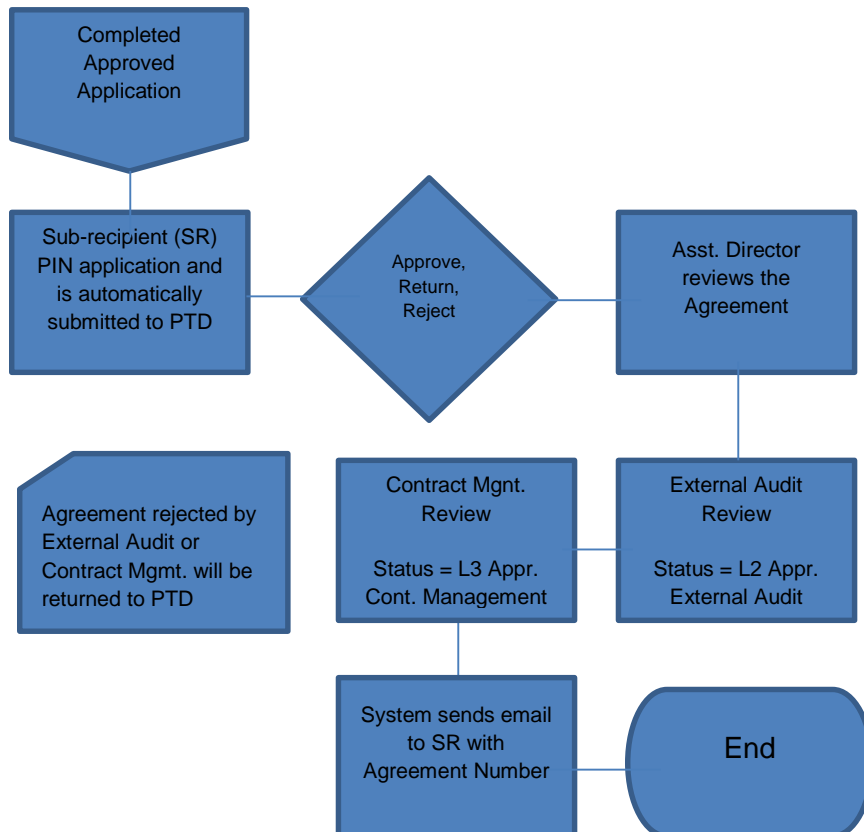 Completed
Approved
Application
Sub-recipient (SR)
PIN application and
is automatically
submitted to PTD
Approve,
Return,
Reject
Asst. Director
reviews the
Agreement
Agreement rejected by
External Audit or
Contract Mgmt. will be
returned to PTD
Contract Mgnt.
Review
Status = L3 Appr.
Cont. Management
External Audit
Review
Status = L2 Appr.
External Audit
System sends email
to SR with
Agreement Number
End